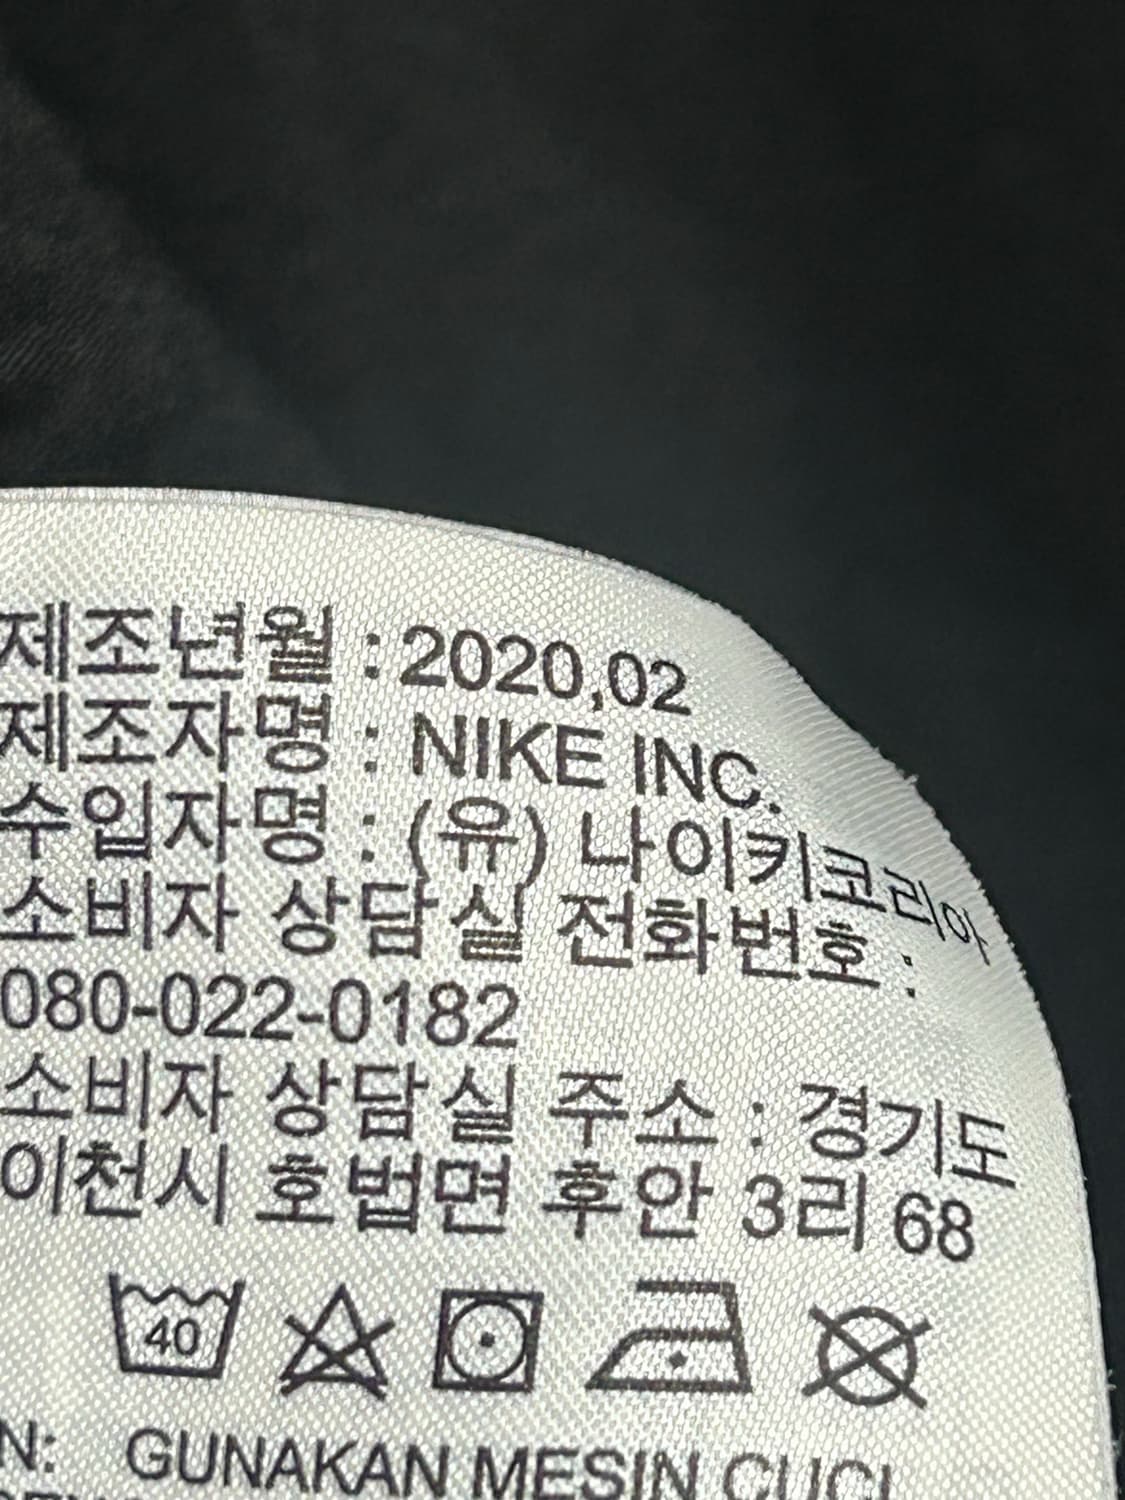 제조년월 : 2020,02
제조자명 : NIKE INC.
수입자명 : (유) 나이키코리아
소비자 상담실 전화번호 :
080-022-0182
소비자 상담실 주소 : 경기도
이천시 호법면 후안 3리 68
40
N: GUNAKAN MESIN CUCI